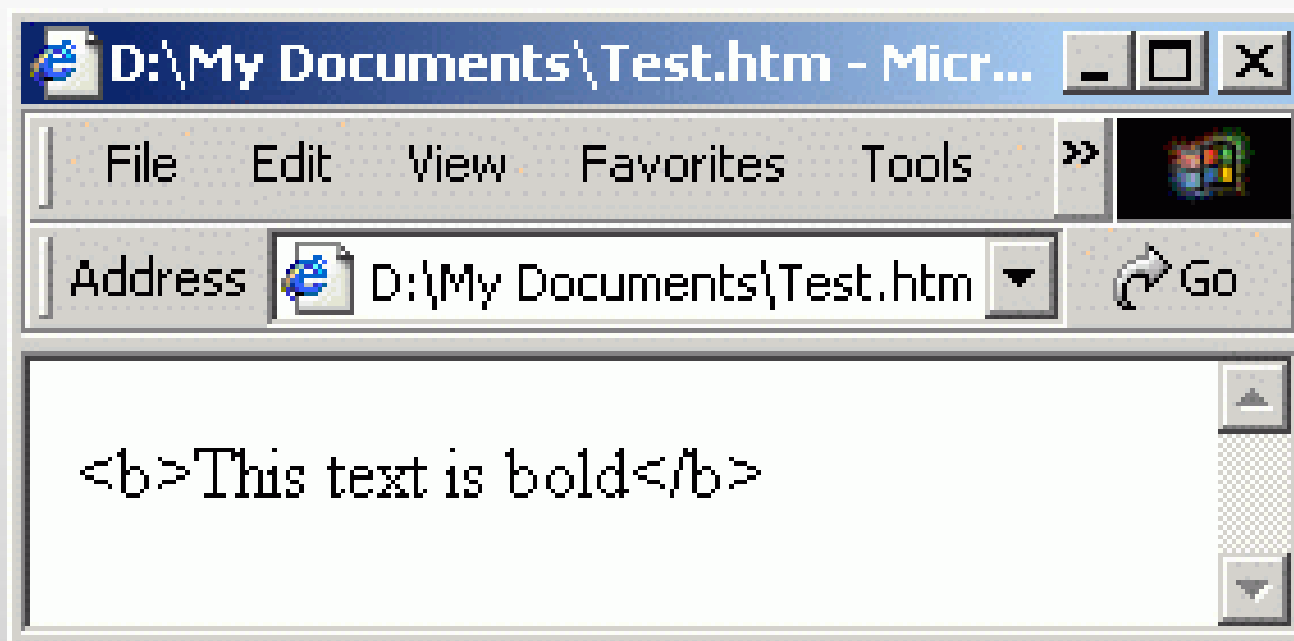 D:\My Documents\Test.htm - Micr...
File Edit View Favorites Tools »
Address D:\My Documents\Test.htm Go
<b>This text is bold</b>